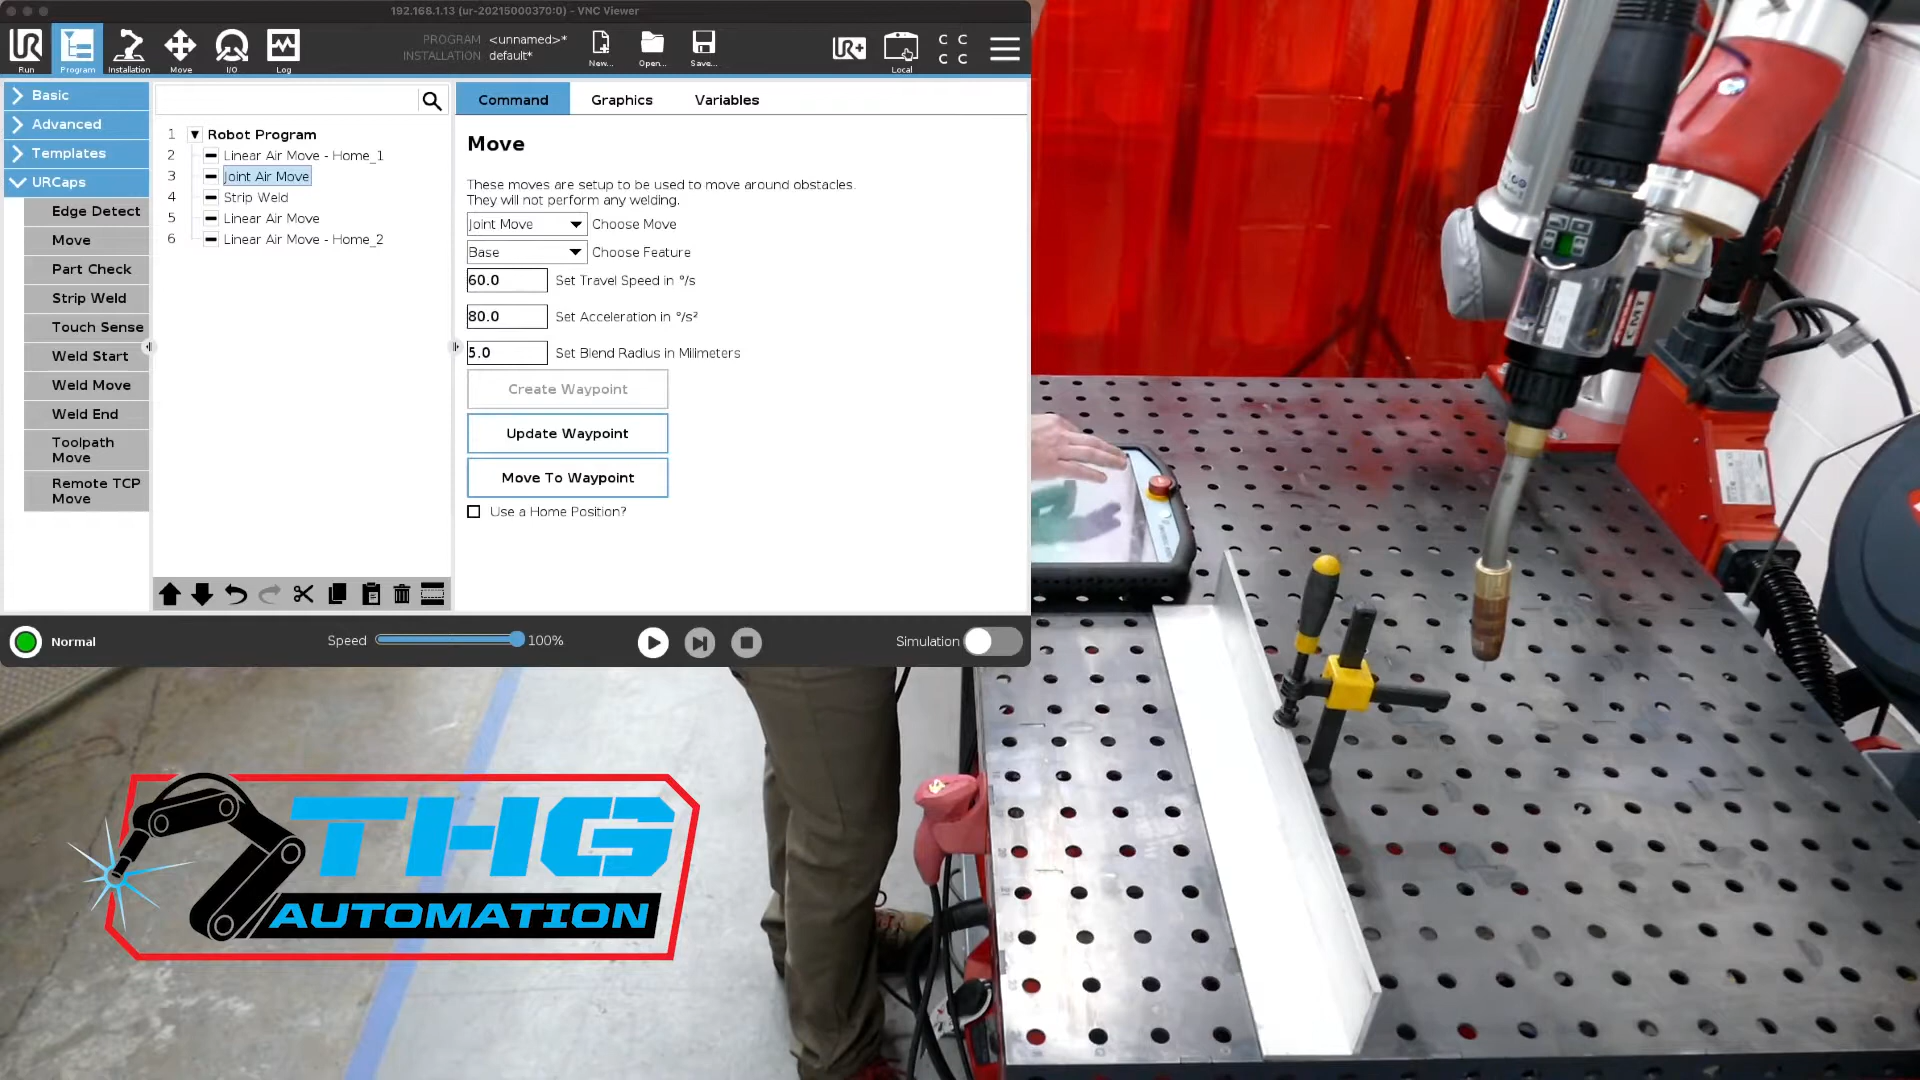 192.168.1.13 (ur-20215000370:0) - VNC Viewer
Run
Program
Installation
Move
I/O
Log
PROGRAM <unnamed>*
INSTALLATION default*
New...
Open...
Save...
UR+
Local
C C
C C
Basic
Advanced
Templates
URCaps
Edge Detect
Move
Part Check
Strip Weld
Touch Sense
Weld Start
Weld Move
Weld End
Toolpath
Move
Remote TCP
Move
1 Robot Program
2 Linear Air Move - Home_1
3 Joint Air Move
4 Strip Weld
5 Linear Air Move
6 Linear Air Move - Home_2
Command
Graphics
Variables
Move
These moves are setup to be used to move around obstacles.
They will not perform any welding.
Joint Move Choose Move
Base Choose Feature
60.0 Set Travel Speed in °/s
80.0 Set Acceleration in °/s²
5.0 Set Blend Radius in Milimeters
Create Waypoint
Update Waypoint
Move To Waypoint
Use a Home Position?
Normal
Speed 100%
Simulation
THG
AUTOMATION
CMT